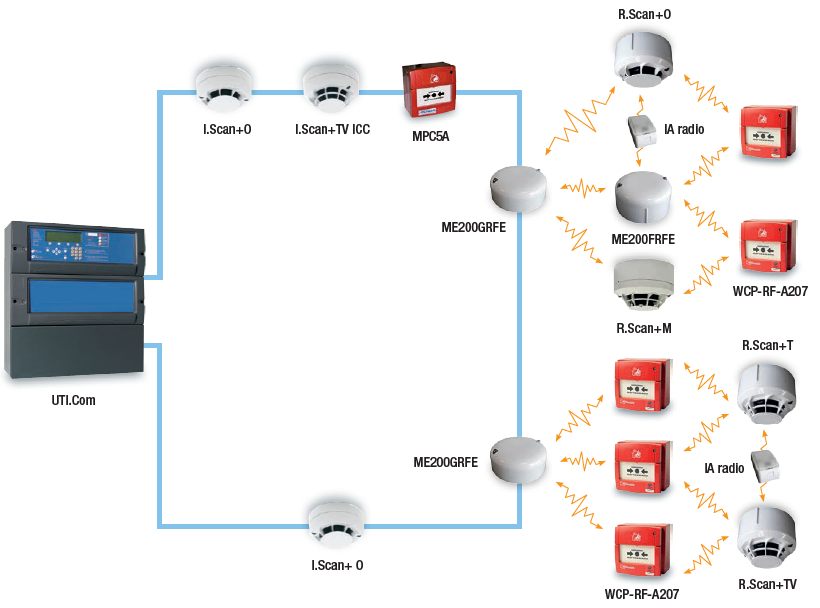 R.Scan+O
I.Scan+O
I.Scan+TV ICC
MPC5A
IA radio
ME200GRFE
ME200FRFE
WCP-RF-A207
R.Scan+M
R.Scan+T
UTI.Com
ME200GRFE
IA radio
I.Scan+ O
R.Scan+TV
WCP-RF-A207